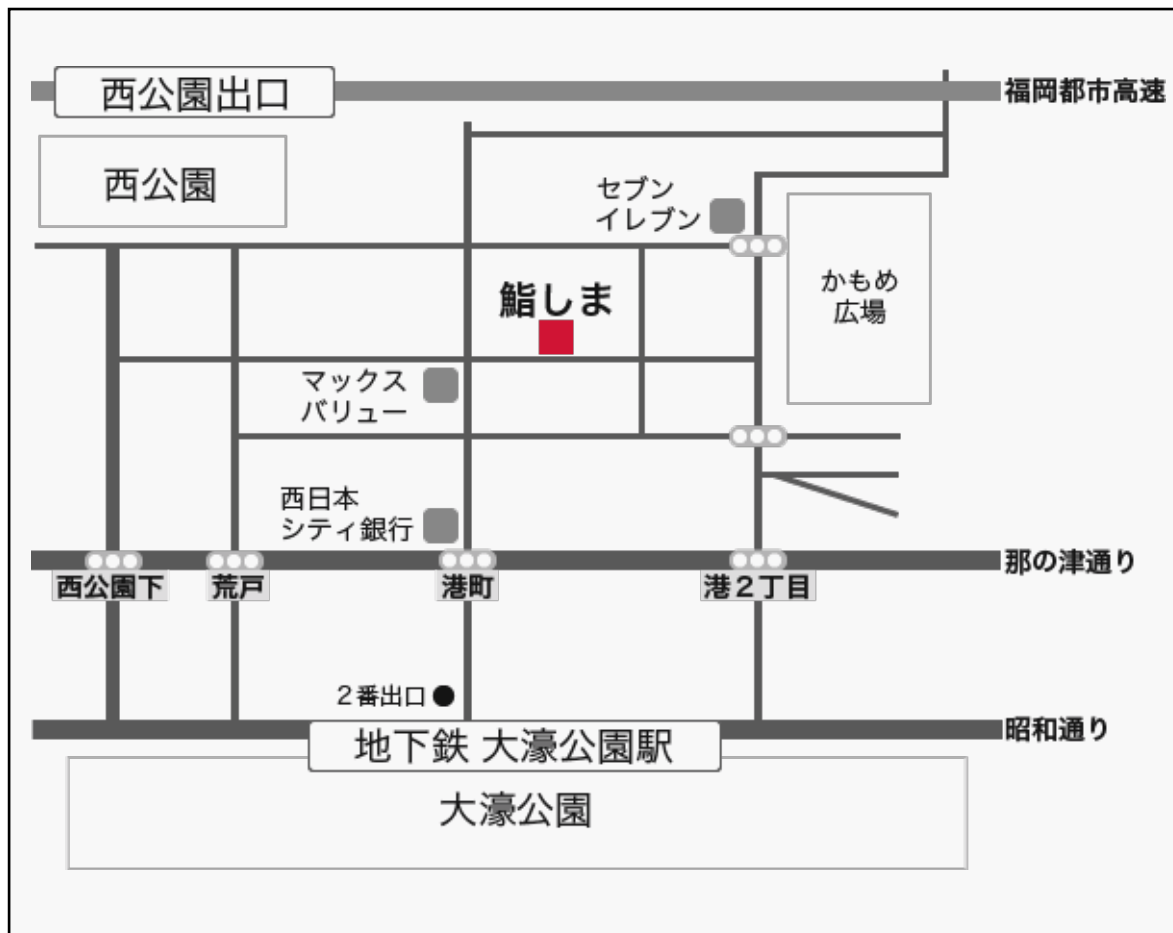 西公園出口
福岡都市高速
西公園
セブン
イレブン
かもめ
広場
鮨しま
マックス
バリュー
西日本
シティ銀行
那の津通り
西公園下
荒戸
港町
港２丁目
２番出口
昭和通り
地下鉄 大濠公園駅
大濠公園